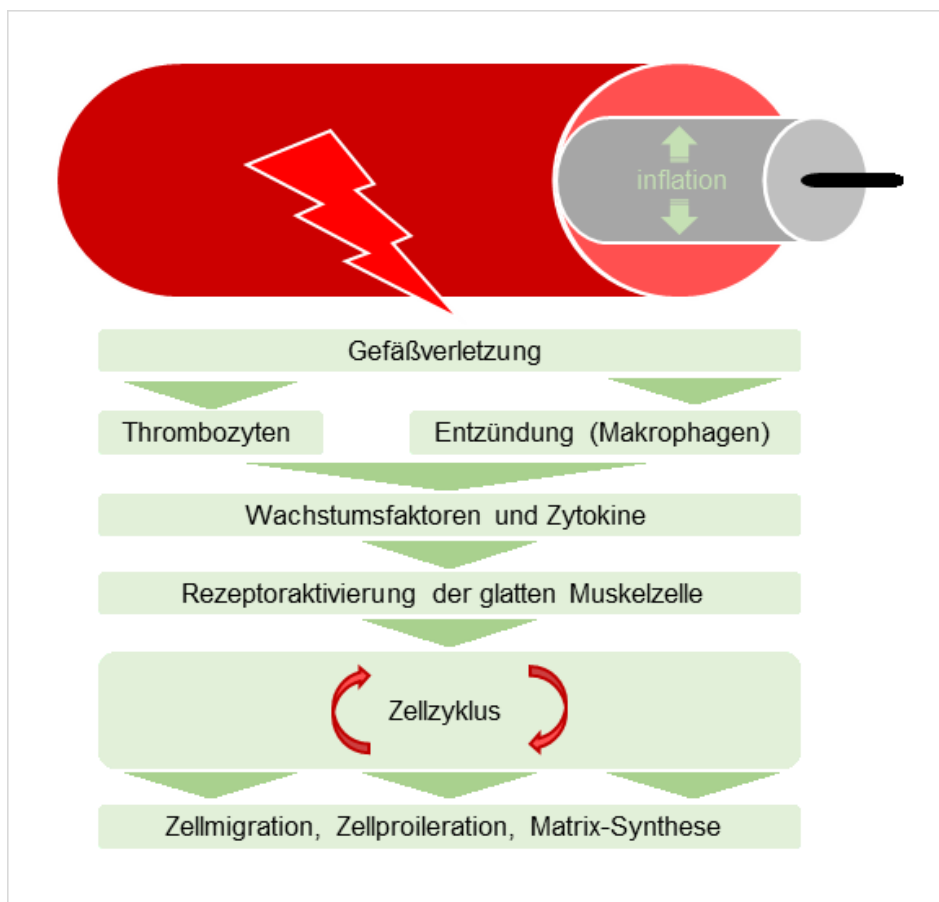 inflation
Gefäßverletzung
Thrombozyten
Entzündung (Makrophagen)
Wachstumsfaktoren und Zytokine
Rezeptoraktivierung der glatten Muskelzelle
Zellzyklus
Zellmigration, Zellproileration, Matrix-Synthese